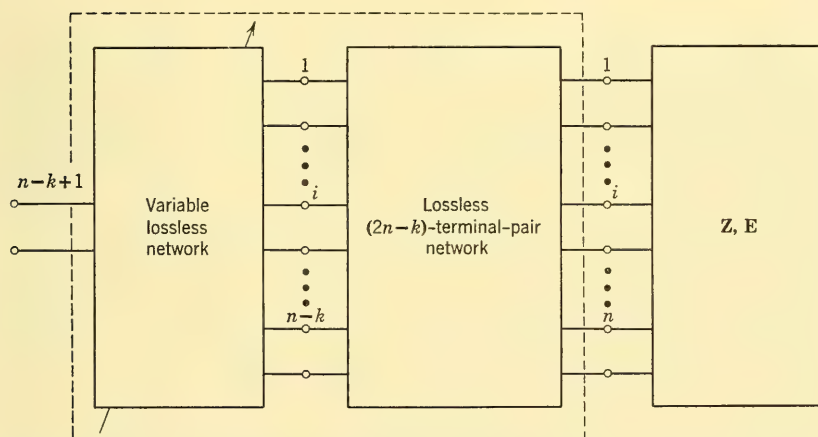 1
1
n–k+1
i
i
Variable
lossless
network
Lossless
(2n–k)-terminal-pair
network
Z, E
n–k
n